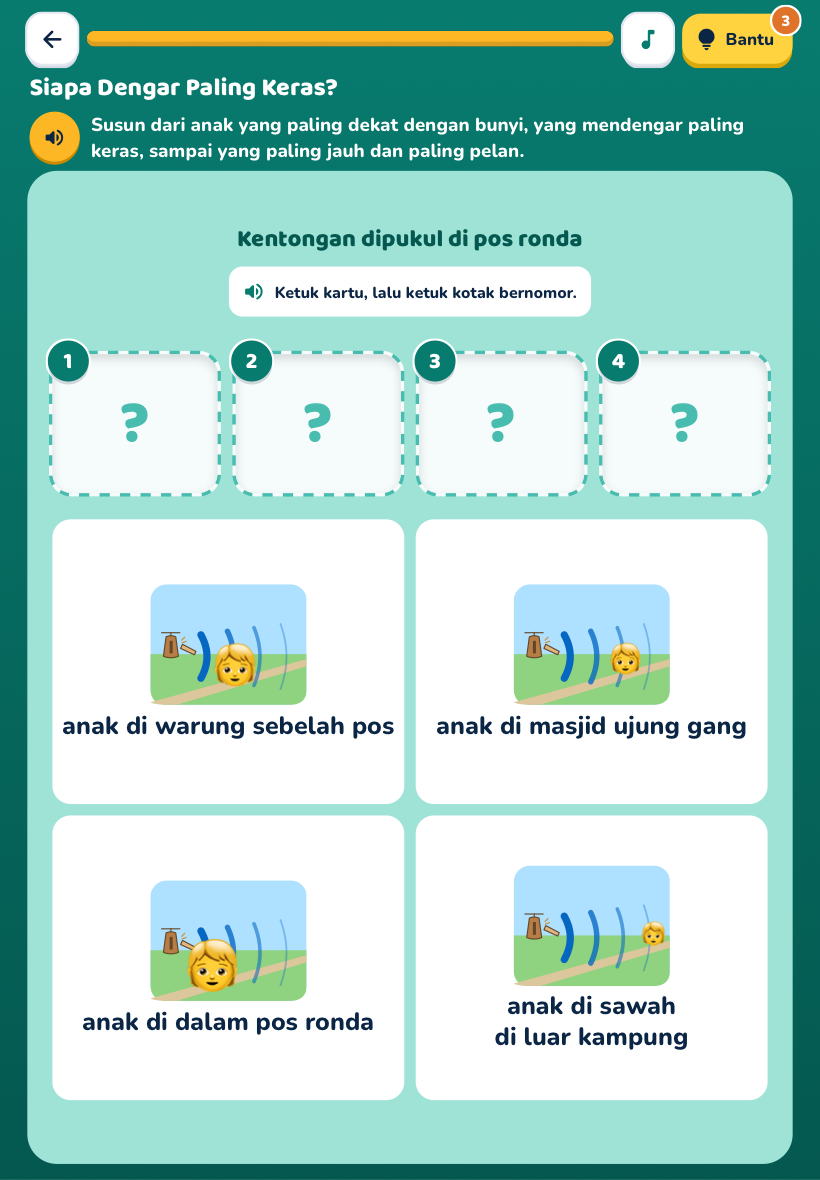 3
Bantu
Siapa Dengar Paling Keras?
Susun dari anak yang paling dekat dengan bunyi, yang mendengar paling
keras, sampai yang paling jauh dan paling pelan.
Kentongan dipukul di pos ronda
Ketuk kartu, lalu ketuk kotak bernomor.
1
2
3
4
?
?
?
?
anak di warung sebelah pos
anak di masjid ujung gang
anak di dalam pos ronda
anak di sawah
di luar kampung